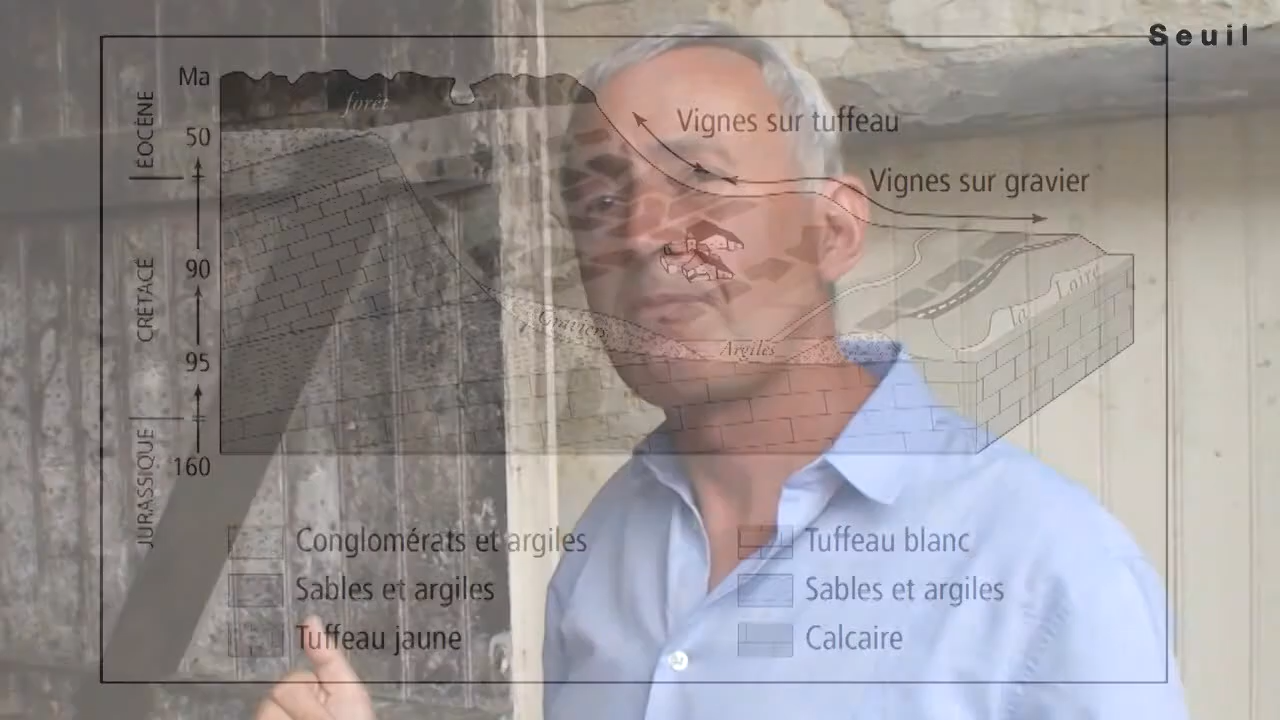 Seuil
Ma
forêt
ÉOCÈNE
50
Vignes sur tuffeau
Vignes sur gravier
CRÉTACÉ
90
la Loire
Graviers
Argiles
95
JURASSIQUE
160
Conglomérats et argiles
Sables et argiles
Tuffeau jaune
Tuffeau blanc
Sables et argiles
Calcaire